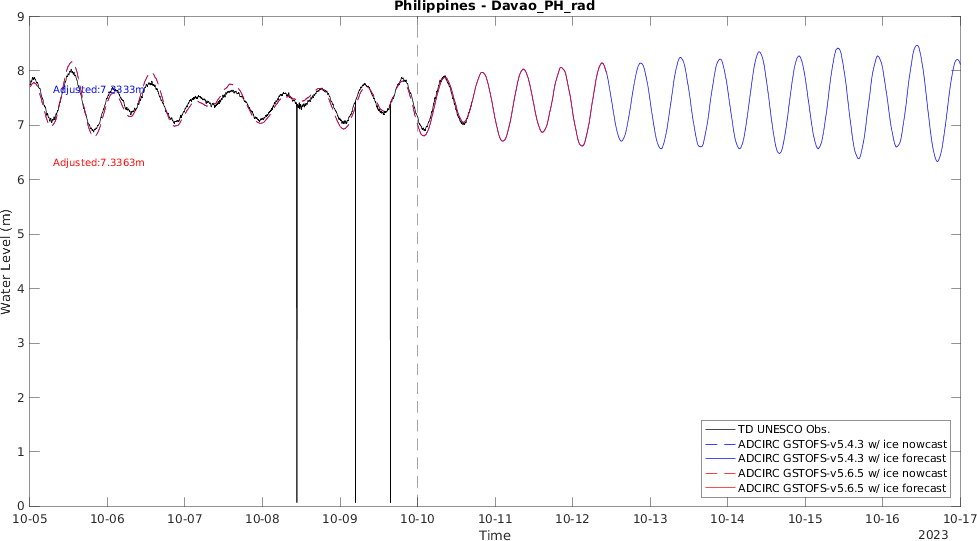 Philippines - Davao_PH_rad
9
8
7
6
5
4
3
2
1
0
Water Level (m)
Adjusted:7.3333m
Adjusted:7.3363m
TD UNESCO Obs.
ADCIRC GSTOFS-v5.4.3 w/ ice nowcast
ADCIRC GSTOFS-v5.4.3 w/ ice forecast
ADCIRC GSTOFS-v5.6.5 w/ ice nowcast
ADCIRC GSTOFS-v5.6.5 w/ ice forecast
10-05 10-06 10-07 10-08 10-09 10-10 10-11 10-12 10-13 10-14 10-15 10-16 10-17
Time
2023